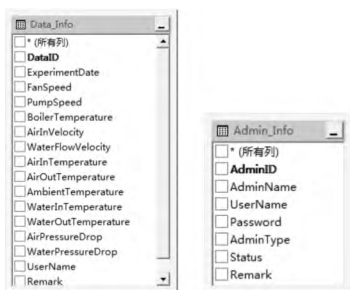 Data_Info
* (所有列)
DataID
ExperimentDate
FanSpeed
PumpSpeed
BoilerTemperature
AirInVelocity
WaterFlowVelocity
AirInTemperature
AirOutTemperature
AmbientTemperature
WaterInTemperature
WaterOutTemperature
AirPressureDrop
WaterPressureDrop
UserName
Remark
Admin_Info
* (所有列)
AdminID
AdminName
UserName
Password
AdminType
Status
Remark